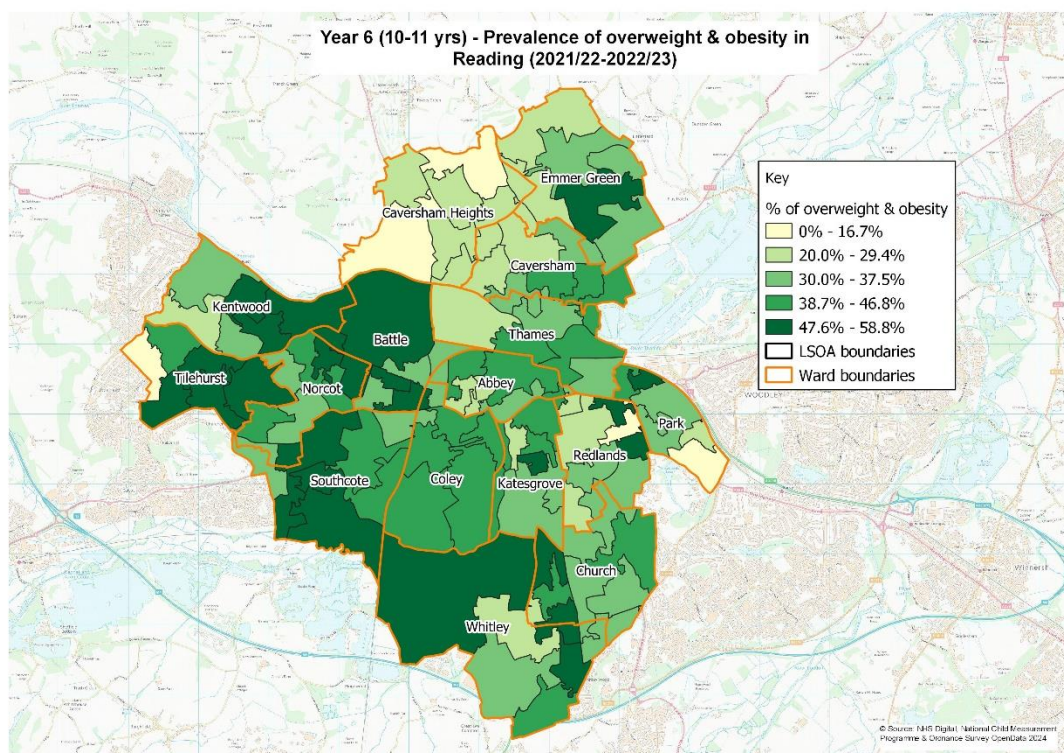 Year 6 (10-11 yrs) - Prevalence of overweight & obesity in
Reading (2021/22-2022/23)
Emmer Green
Caversham Heights
Caversham
Kentwood
Battle
Thames
Tilehurst
Norcot
Abbey
Park
Redlands
Southcote
Coley
Katesgrove
Church
Whitley
Key
% of overweight & obesity
0% - 16.7%
20.0% - 29.4%
30.0% - 37.5%
38.7% - 46.8%
47.6% - 58.8%
LSOA boundaries
Ward boundaries
WOODLEY
© Source: NHS Digital, National Child Measurement
Programme & Ordnance Survey OpenData 2024